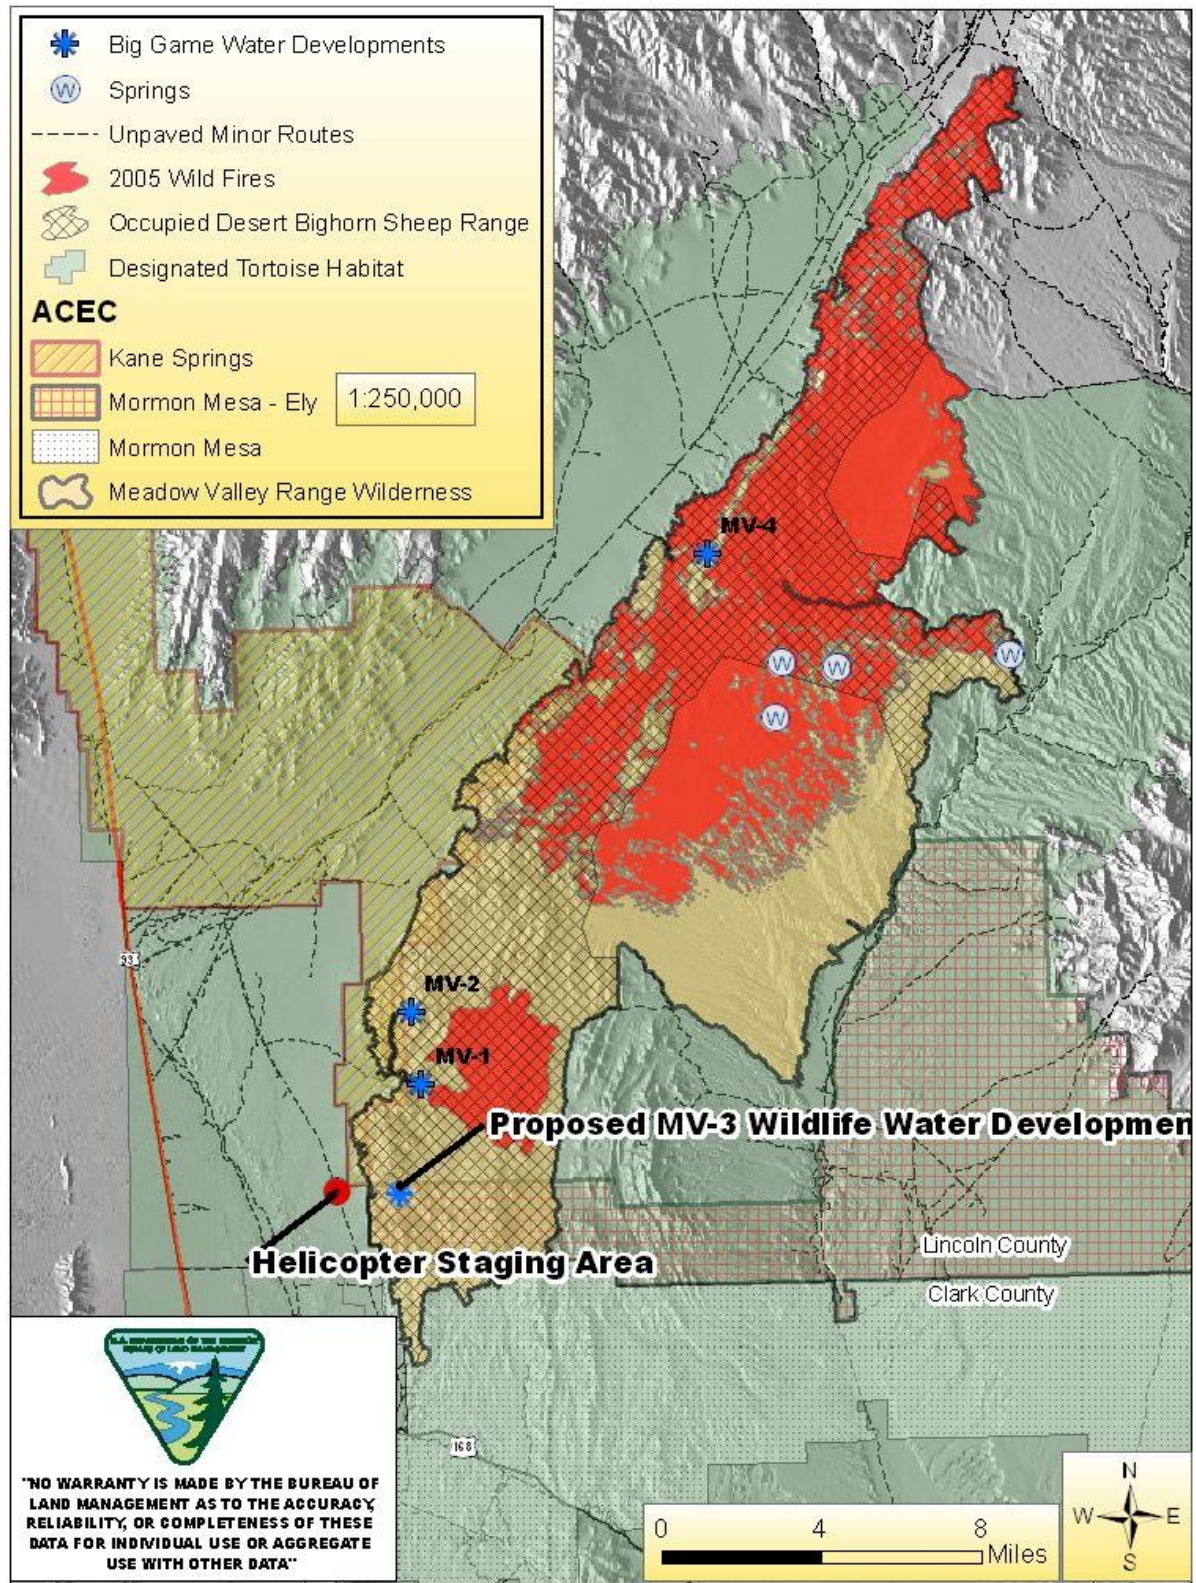 Big Game Water Developments
W Springs
Unpaved Minor Routes
2005 Wild Fires
Occupied Desert Bighorn Sheep Range
Designated Tortoise Habitat
ACEC
Kane Springs
Mormon Mesa - Ely
1:250,000
Mormon Mesa
Meadow Valley Range Wilderness
MV-4
W
W
W
W
93
MV-2
MV-1
Proposed MV-3 Wildlife Water Developmen
Helicopter Staging Area
Lincoln County
Clark County
168
"NO WARRANTY IS MADE BY THE BUREAU OF
LAND MANAGEMENT AS TO THE ACCURACY,
RELIABILITY, OR COMPLETENESS OF THESE
DATA FOR INDIVIDUAL USE OR AGGREGATE
USE WITH OTHER DATA"
0 4 8
Miles
N
W E
S